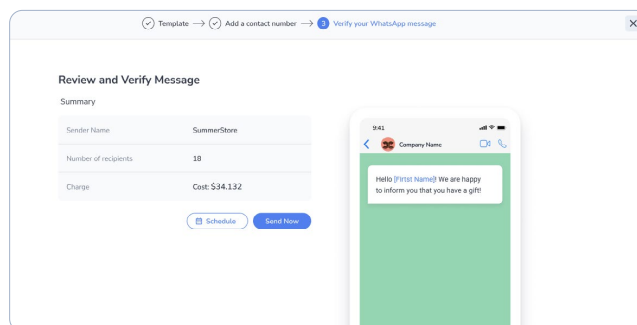 Template → Add a contact number → 3 Verify your WhatsApp message
Review and Verify Message
Summary
Sender Name SummerStore
Number of recipients 18
Charge Cost: $34.132
Schedule Send Now
9:41
Company Name
Hello [Firtst Name]! We are happy
to inform you that you have a gift!